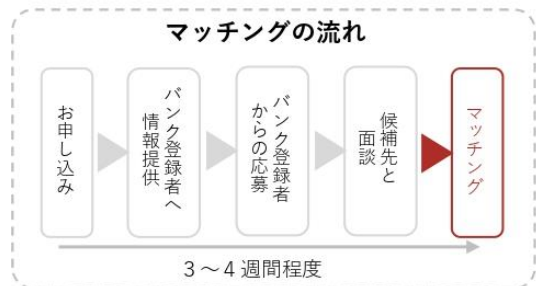 マッチングの流れ
お申し込み
バンク登録者へ
情報提供
バンク登録者
からの応募
候補先と
面談
マッチング
3～4週間程度